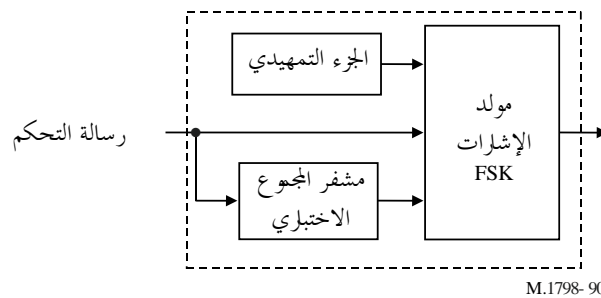 الجزء التمهيدي
مولد
الإشارات
FSK
رسالة التحكم
مشفر المجموع
الاختباري
M.1798- 90